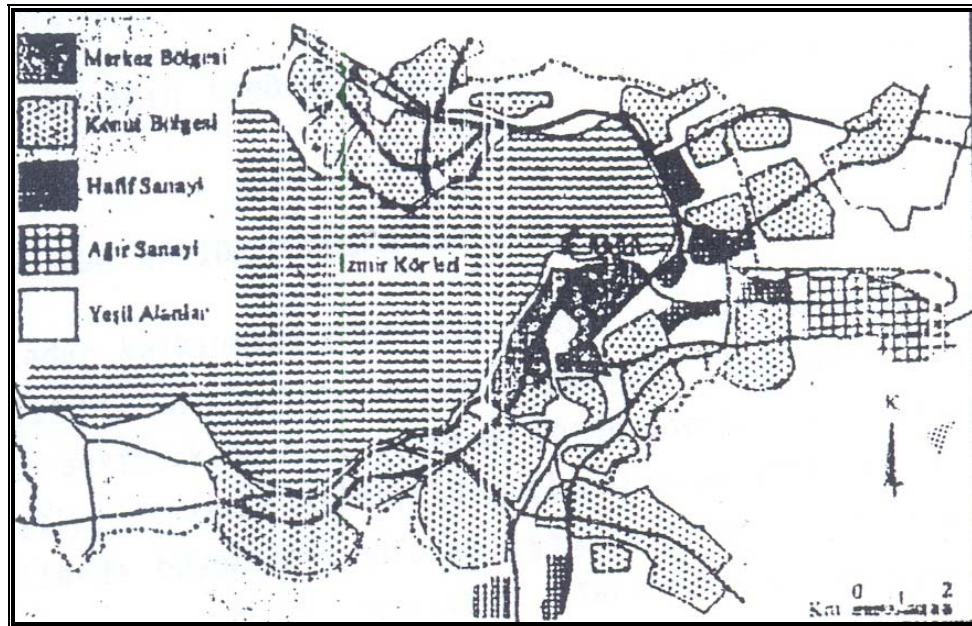 Merkez Bölgesi
Konut Bölgesi
Hafif Sanayi
Ağır Sanayi
Yeşil Alanlar
İzmir Körfezi
K
0 1 2
Km